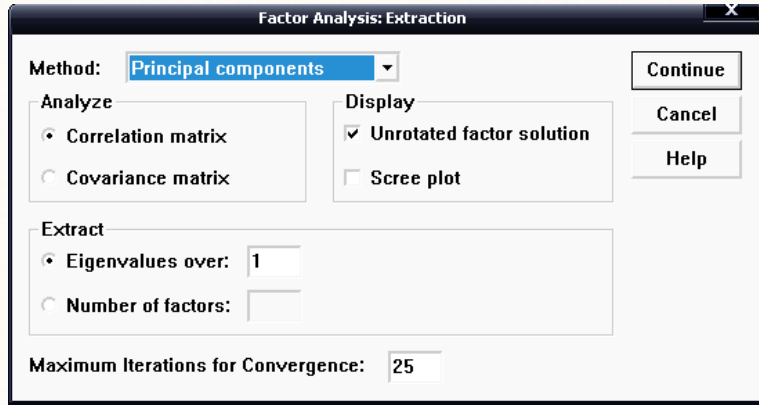 Factor Analysis: Extraction
X
Method: Principal components
Continue
Analyze
Display
Correlation matrix
Unrotated factor solution
Cancel
Covariance matrix
Scree plot
Help
Extract
Eigenvalues over: 1
Number of factors:
Maximum Iterations for Convergence: 25